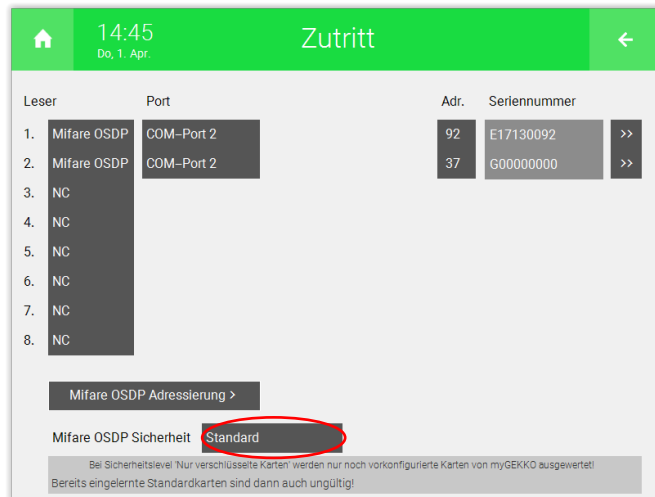 14:45
Zutritt
Do, 1. Apr.
Leser Port Adr. Seriennummer
1. Mifare OSDP COM–Port 2 92 E17130092 >>
2. Mifare OSDP COM–Port 2 37 G00000000 >>
3. NC
4. NC
5. NC
6. NC
7. NC
8. NC
Mifare OSDP Adressierung >
Mifare OSDP Sicherheit Standard
Bei Sicherheitslevel 'Nur verschlüsselte Karten' werden nur noch vorkonfigurierte Karten von myGEKKO ausgewertet!
Bereits eingelernte Standardkarten sind dann auch ungültig!